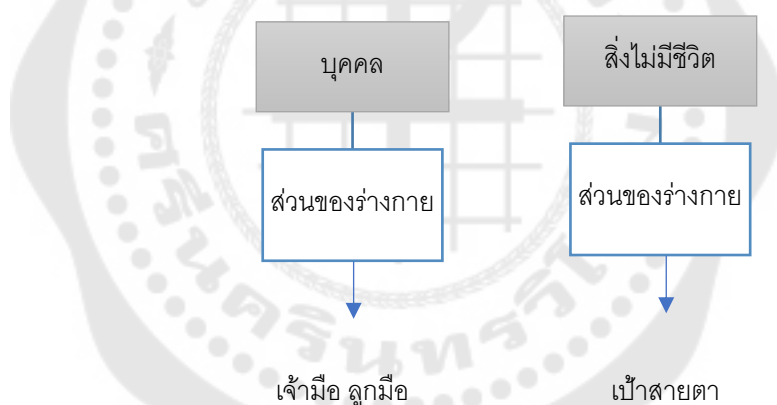 บุคคล
สิ่งไม่มีชีวิต
ส่วนของร่างกาย
ส่วนของร่างกาย
เจ้ามือ ลูกมือ
เป้าสายตา